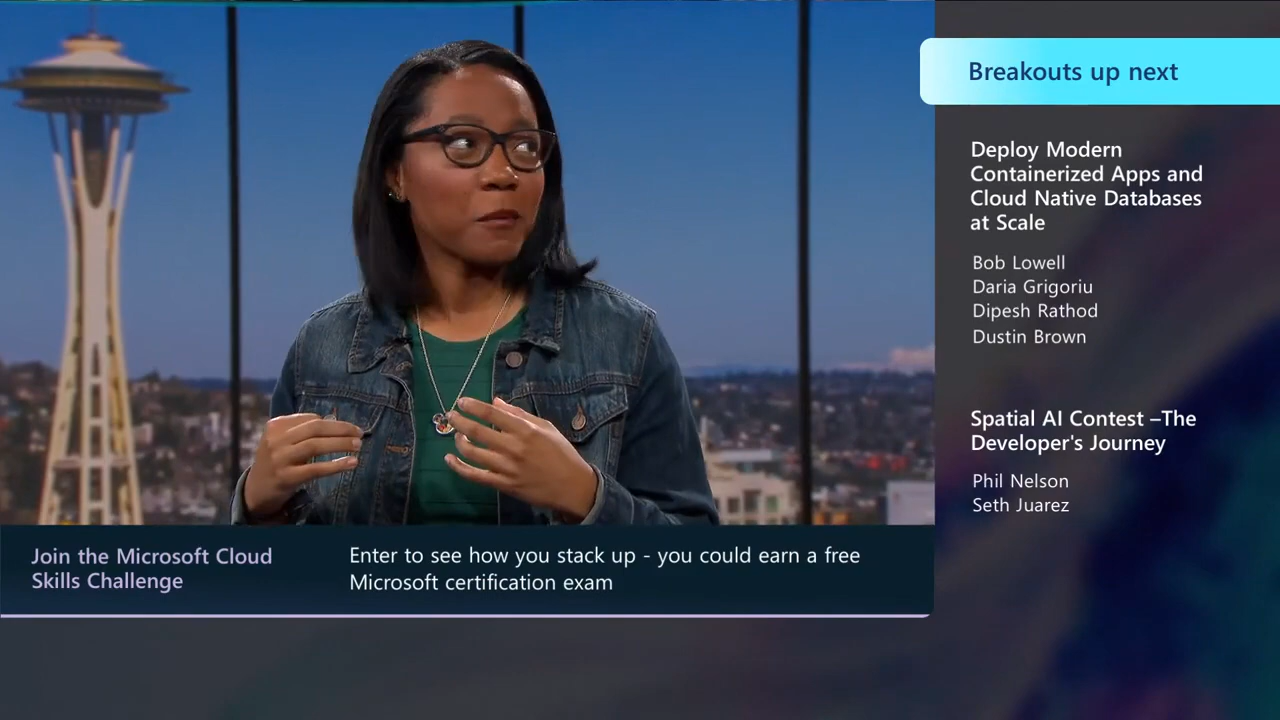 Breakouts up next
Deploy Modern
Containerized Apps and
Cloud Native Databases
at Scale
Bob Lowell
Daria Grigoriu
Dipesh Rathod
Dustin Brown
Spatial AI Contest –The
Developer's Journey
Phil Nelson
Seth Juarez
Join the Microsoft Cloud
Skills Challenge
Enter to see how you stack up - you could earn a free
Microsoft certification exam